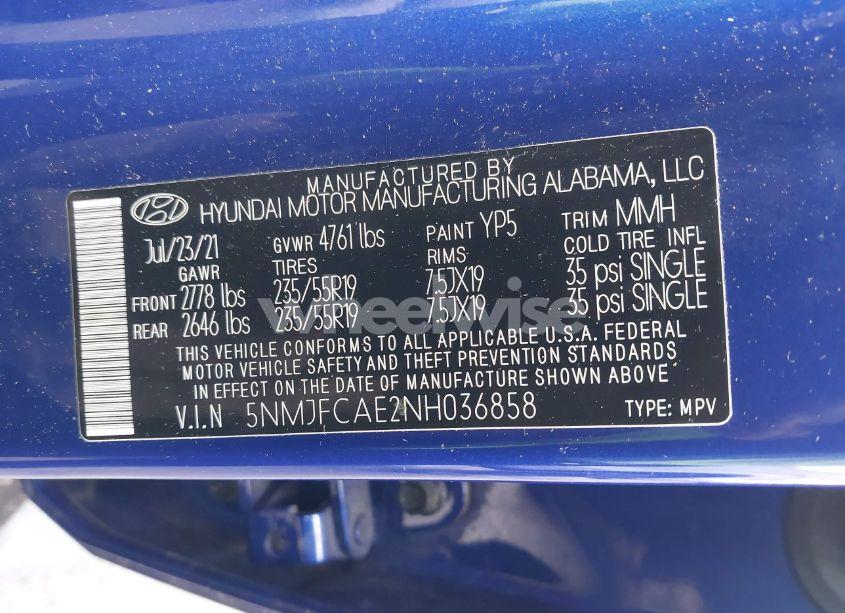 MANUFACTURED BY
HYUNDAI MOTOR MANUFACTURING ALABAMA, LLC
Jul/23/21 GVWR 4761 lbs PAINT YP5 TRIM MMH
GAWR TIRES RIMS COLD TIRE INFL
FRONT 2778 lbs 235/55R19 7.5JX19 35 psi SINGLE
REAR 2646 lbs 235/55R19 7.5JX19 35 psi SINGLE
wheelwise
THIS VEHICLE CONFORMS TO ALL APPLICABLE U.S.A. FEDERAL
MOTOR VEHICLE SAFETY AND THEFT PREVENTION STANDARDS
IN EFFECT ON THE DATE OF MANUFACTURE SHOWN ABOVE
V.I.N 5NMJFCAE2NH036858 TYPE: MPV